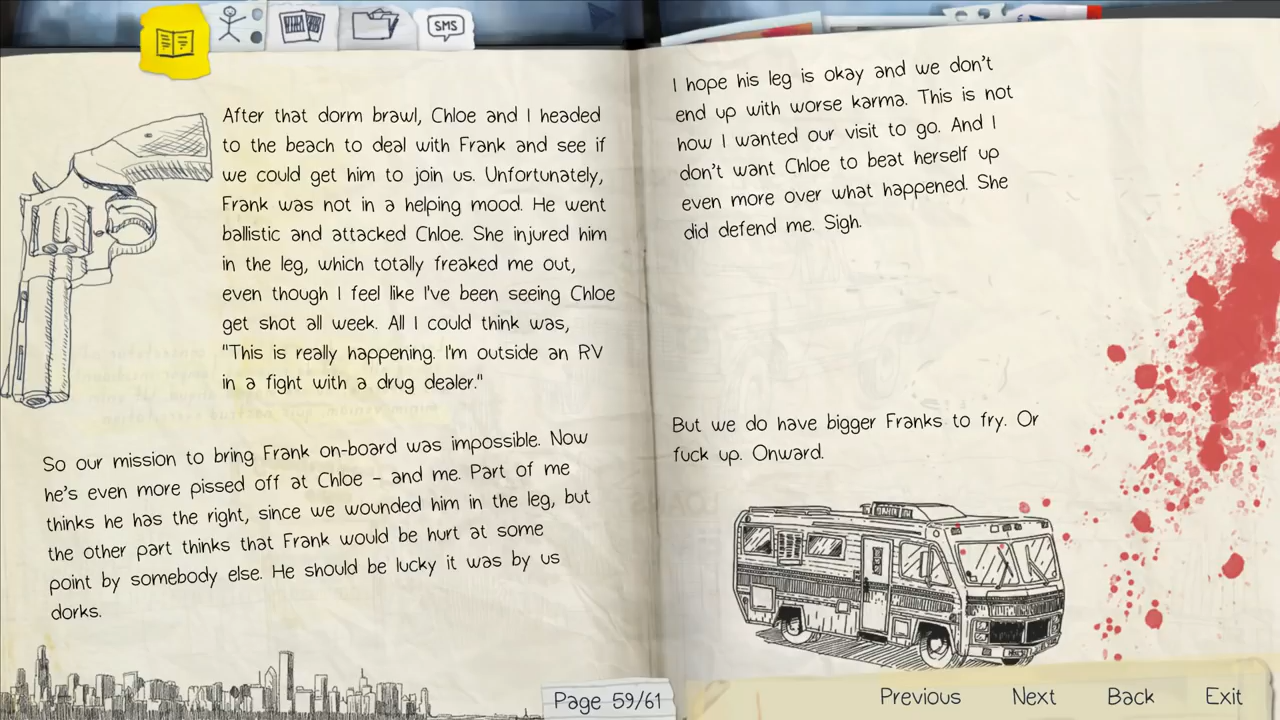 SMS
After that dorm brawl, Chloe and I headed
to the beach to deal with Frank and see if
we could get him to join us. Unfortunately,
Frank was not in a helping mood. He went
ballistic and attacked Chloe. She injured him
in the leg, which totally freaked me out,
even though I feel like I've been seeing Chloe
get shot all week. All I could think was,
"This is really happening. I'm outside an RV
in a fight with a drug dealer."
So our mission to bring Frank on-board was impossible. Now
he's even more pissed off at Chloe - and me. Part of me
thinks he has the right, since we wounded him in the leg, but
the other part thinks that Frank would be hurt at some
point by somebody else. He should be lucky it was by us
dorks.
I hope his leg is okay and we don't
end up with worse karma. This is not
how I wanted our visit to go. And I
don't want Chloe to beat herself up
even more over what happened. She
did defend me. Sigh.
But we do have bigger Franks to fry. Or
fuck up. Onward.
Page 59/61
Previous Next Back Exit